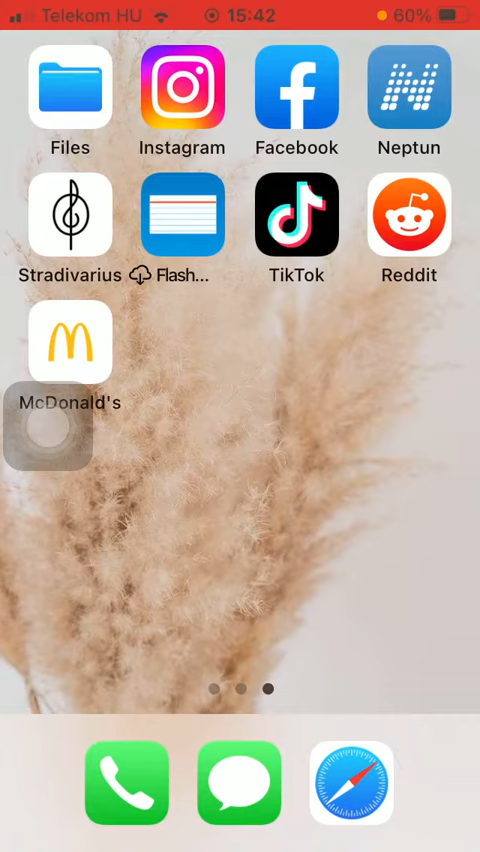 Telekom HU 15:42 60%
Files Instagram Facebook Neptun
Stradivarius Flash... TikTok Reddit
McDonald's